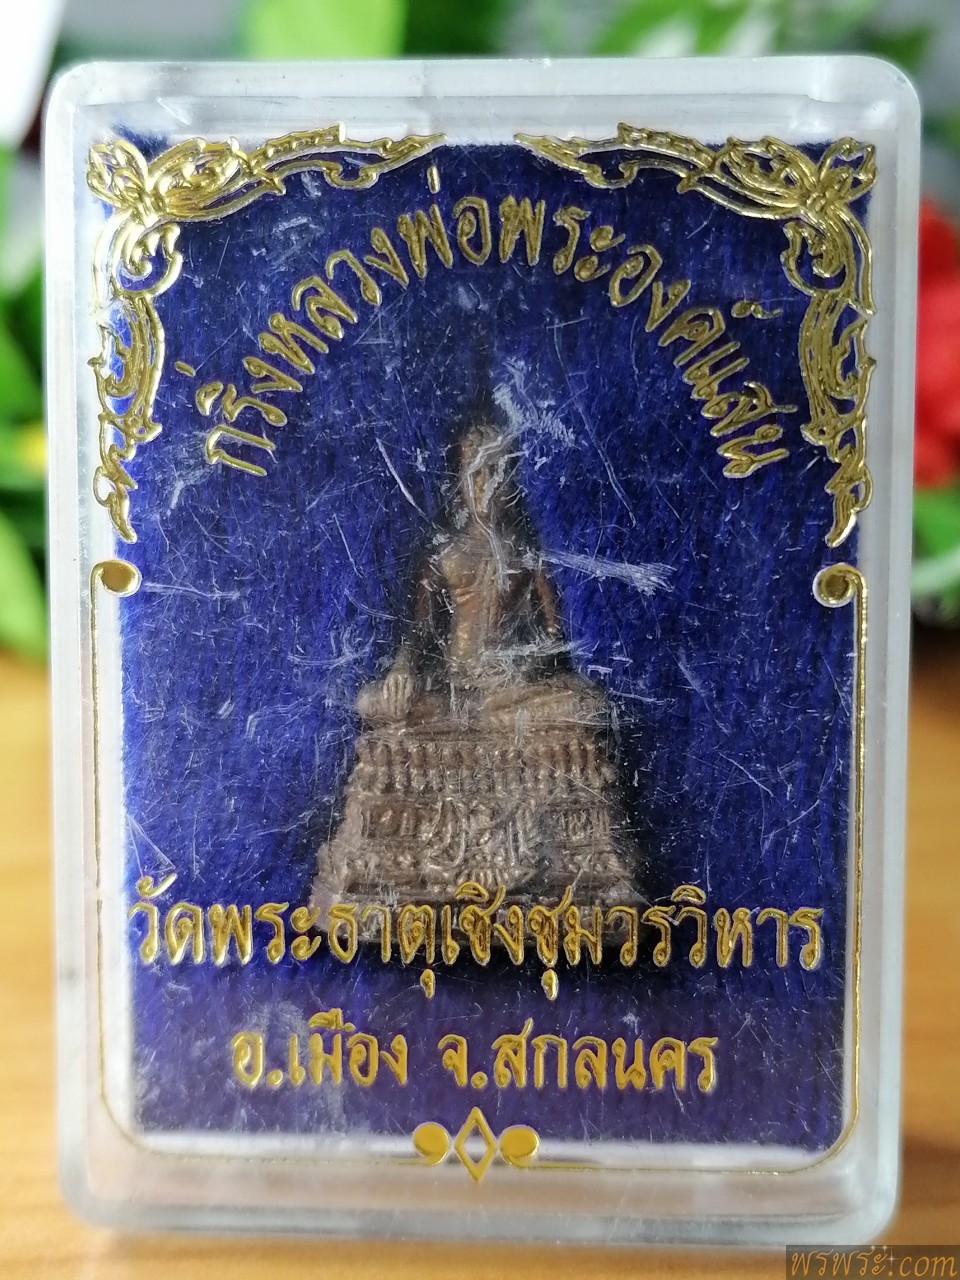 กริ่งหลวงพ่อพระองค์แสน
วัดพระธาตุเชิงชุมวรวิหาร
อ.เมือง จ.สกลนคร
พรพระ.com